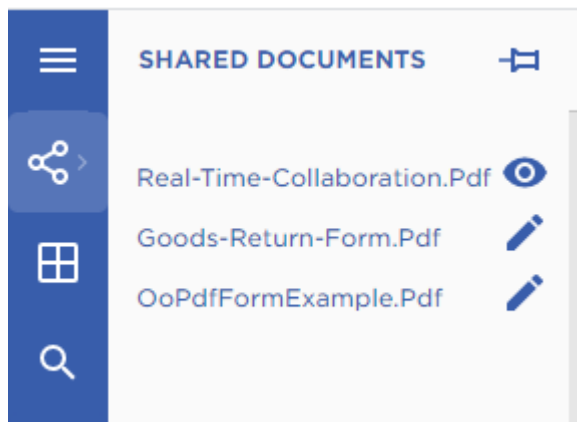 SHARED DOCUMENTS
Real-Time-Collaboration.Pdf
Goods-Return-Form.Pdf
OoPdfFormExample.Pdf